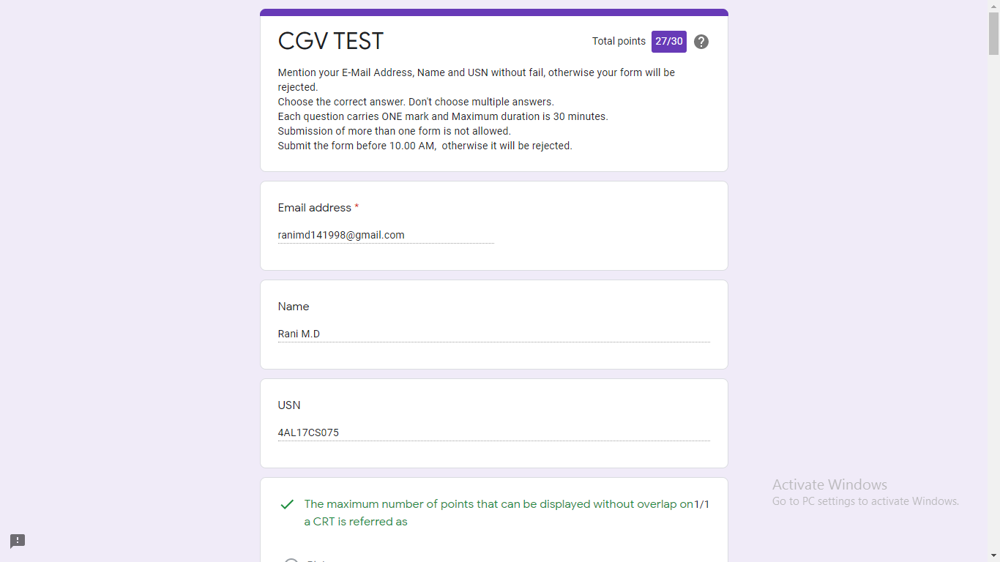 CGV TEST
Total points 27/30
Mention your E-Mail Address, Name and USN without fail, otherwise your form will be
rejected.
Choose the correct answer. Don't choose multiple answers.
Each question carries ONE mark and Maximum duration is 30 minutes.
Submission of more than one form is not allowed.
Submit the form before 10.00 AM,  otherwise it will be rejected.
Email address *
ranimd141998@gmail.com
Name
Rani M.D
USN
4AL17CS075
The maximum number of points that can be displayed without overlap on 1/1
a CRT is referred as
Activate Windows
Go to PC settings to activate Windows.